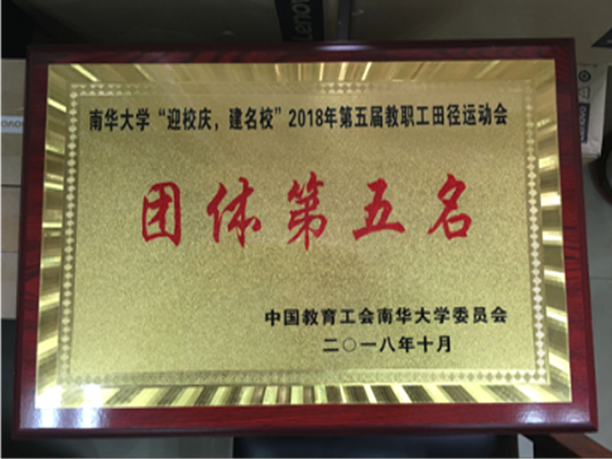 南华大学“迎校庆，建名校”2018年第五届教职工田径运动会
团体第五名
中国教育工会南华大学委员会
二〇一八年十月
Lenovo